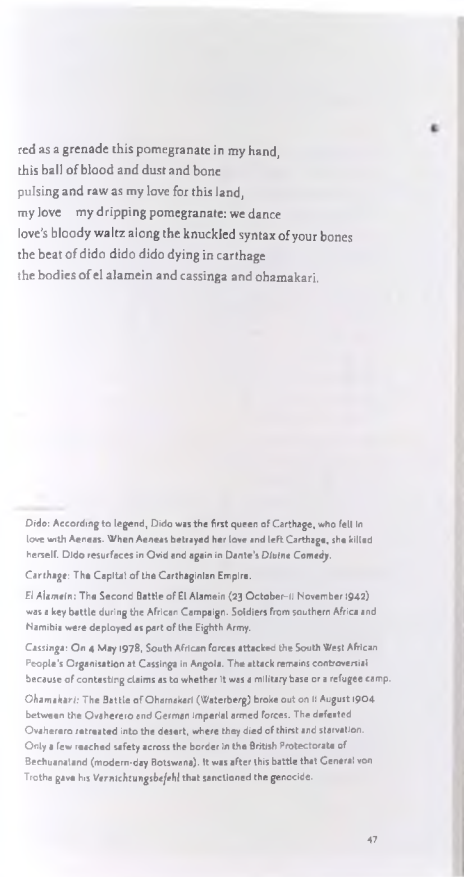 red as a grenade this pomegranate in my hand,
this ball of blood and dust and bone
pulsing and raw as my love for this land,
my love    my dripping pomegranate: we dance
love's bloody waltz along the knuckled syntax of your bones
the beat of dido dido dido dying in carthage
the bodies of el alamein and cassinga and ohamakari.
Dido: According to legend, Dido was the first queen of Carthage, who fell in
love with Aeneas. When Aeneas betrayed her love and left Carthage, she killed
herself. Dido resurfaces in Ovid and again in Dante's Divine Comedy.
Carthage: The Capital of the Carthaginian Empire.
El Alamein: The Second Battle of El Alamein (23 October–11 November 1942)
was a key battle during the African Campaign. Soldiers from southern Africa and
Namibia were deployed as part of the Eighth Army.
Cassinga: On 4 May 1978, South African forces attacked the South West African
People's Organisation at Cassinga in Angola. The attack remains controversial
because of contesting claims as to whether it was a military base or a refugee camp.
Ohamakari: The Battle of Ohamakari (Waterberg) broke out on 11 August 1904
between the Ovaherero and German imperial armed forces. The defeated
Ovaherero retreated into the desert, where they died of thirst and starvation.
Only a few reached safety across the border in the British Protectorate of
Bechuanaland (modern-day Botswana). It was after this battle that General von
Trotha gave his Vernichtungsbefehl that sanctioned the genocide.
47